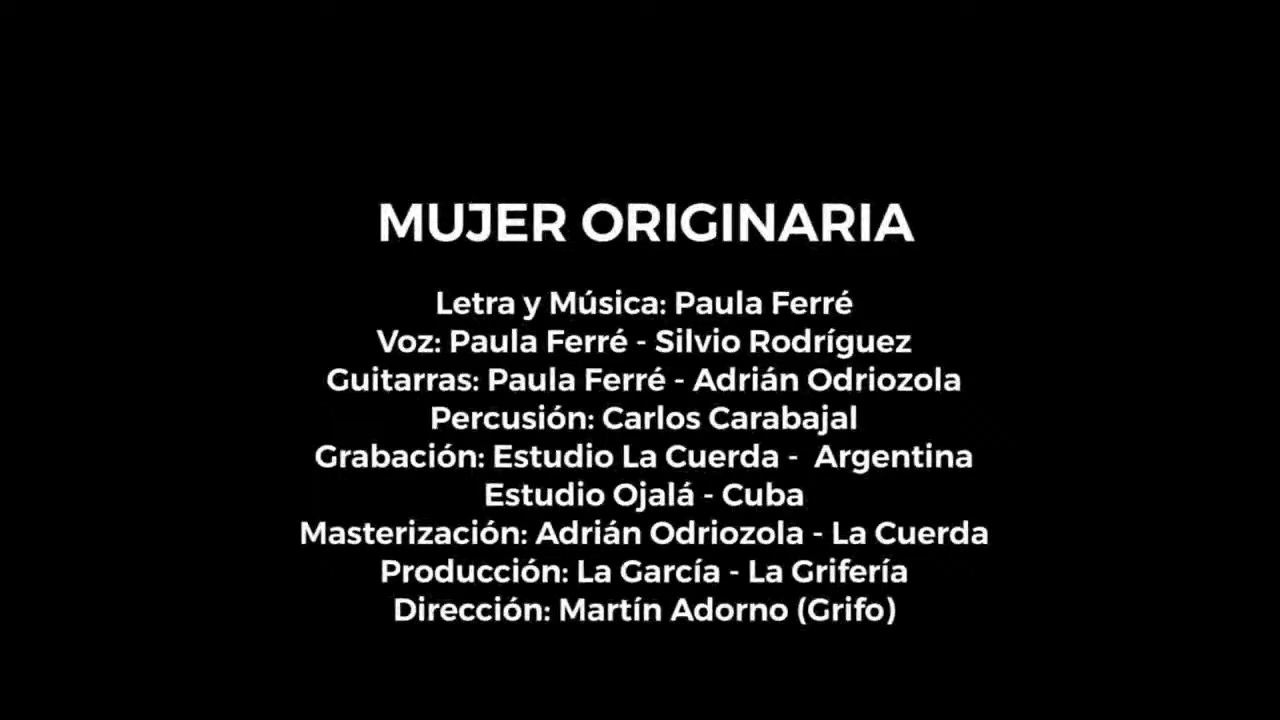 MUJER ORIGINARIA
Letra y Música: Paula Ferré
Voz: Paula Ferré - Silvio Rodríguez
Guitarras: Paula Ferré - Adrián Odriozola
Percusión: Carlos Carabajal
Grabación: Estudio La Cuerda -  Argentina
Estudio Ojalá - Cuba
Masterización: Adrián Odriozola - La Cuerda
Producción: La García - La Grifería
Dirección: Martín Adorno (Grifo)